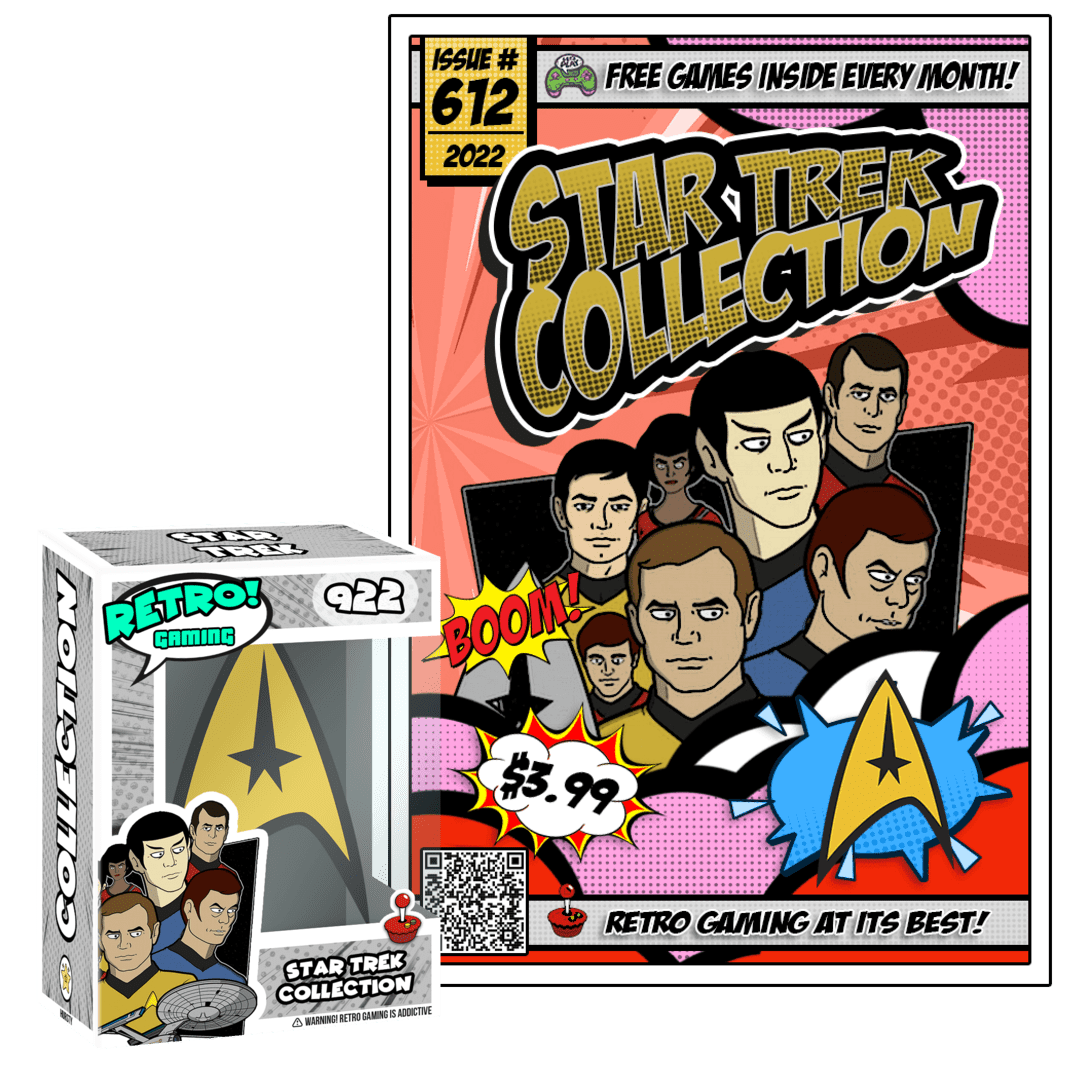 ISSUE #
612
2022
FREE GAMES INSIDE EVERY MONTH!
STAR TREK
COLLECTION
BOOM!
$3.99
RETRO GAMING AT ITS BEST!
STAR
TREK
RETRO!
GAMING
922
COLLECTION
STAR TREK
COLLECTION
⚠ WARNING! RETRO GAMING IS ADDICTIVE